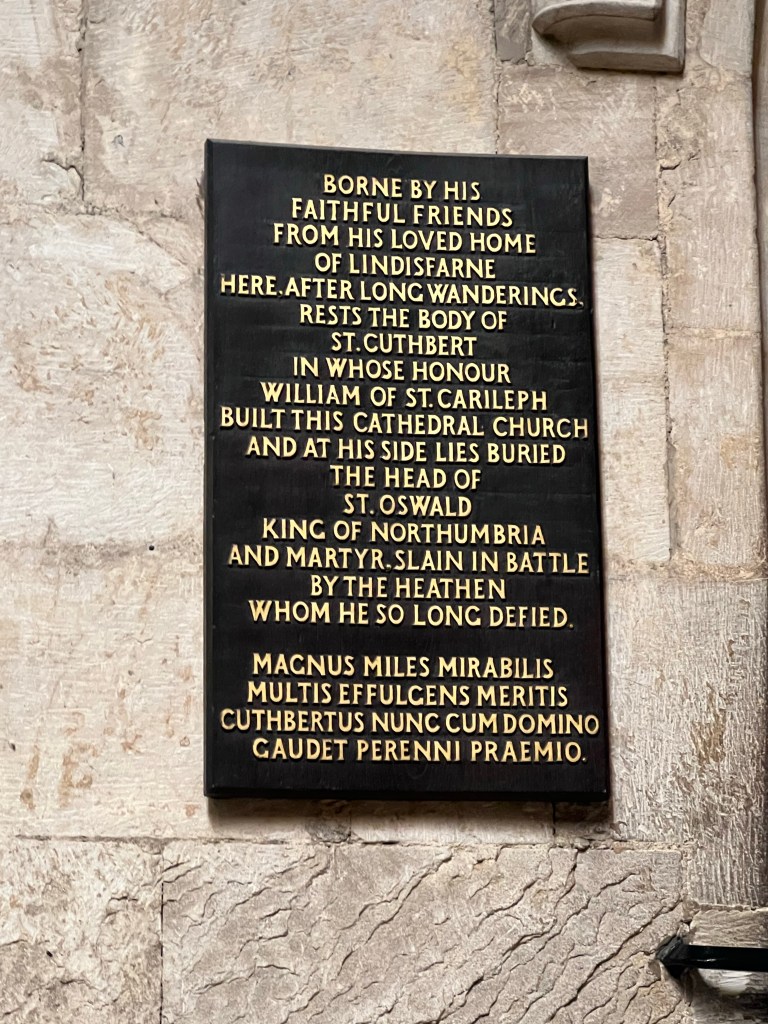 BORNE BY HIS
FAITHFUL FRIENDS
FROM HIS LOVED HOME
OF LINDISFARNE
HERE, AFTER LONG WANDERINGS,
RESTS THE BODY OF
ST. CUTHBERT
IN WHOSE HONOUR
WILLIAM OF ST. CARILEPH
BUILT THIS CATHEDRAL CHURCH
AND AT HIS SIDE LIES BURIED
THE HEAD OF
ST. OSWALD
KING OF NORTHUMBRIA
AND MARTYR, SLAIN IN BATTLE
BY THE HEATHEN
WHOM HE SO LONG DEFIED.
MAGNUS MILES MIRABILIS
MULTIS EFFULGENS MERITIS
CUTHBERTUS NUNC CUM DOMINO
GAUDET PERENNI PRAEMIO.